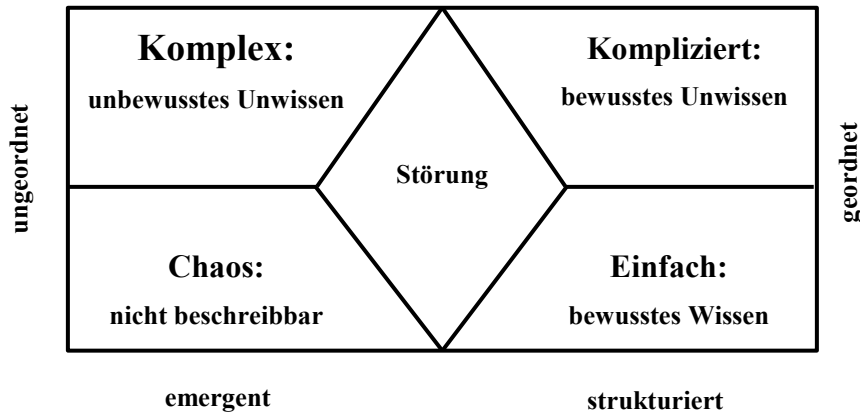 Komplex:
unbewusstes Unwissen
Kompliziert:
bewusstes Unwissen
ungeordnet
Störung
geordnet
Chaos:
nicht beschreibbar
Einfach:
bewusstes Wissen
emergent
strukturiert